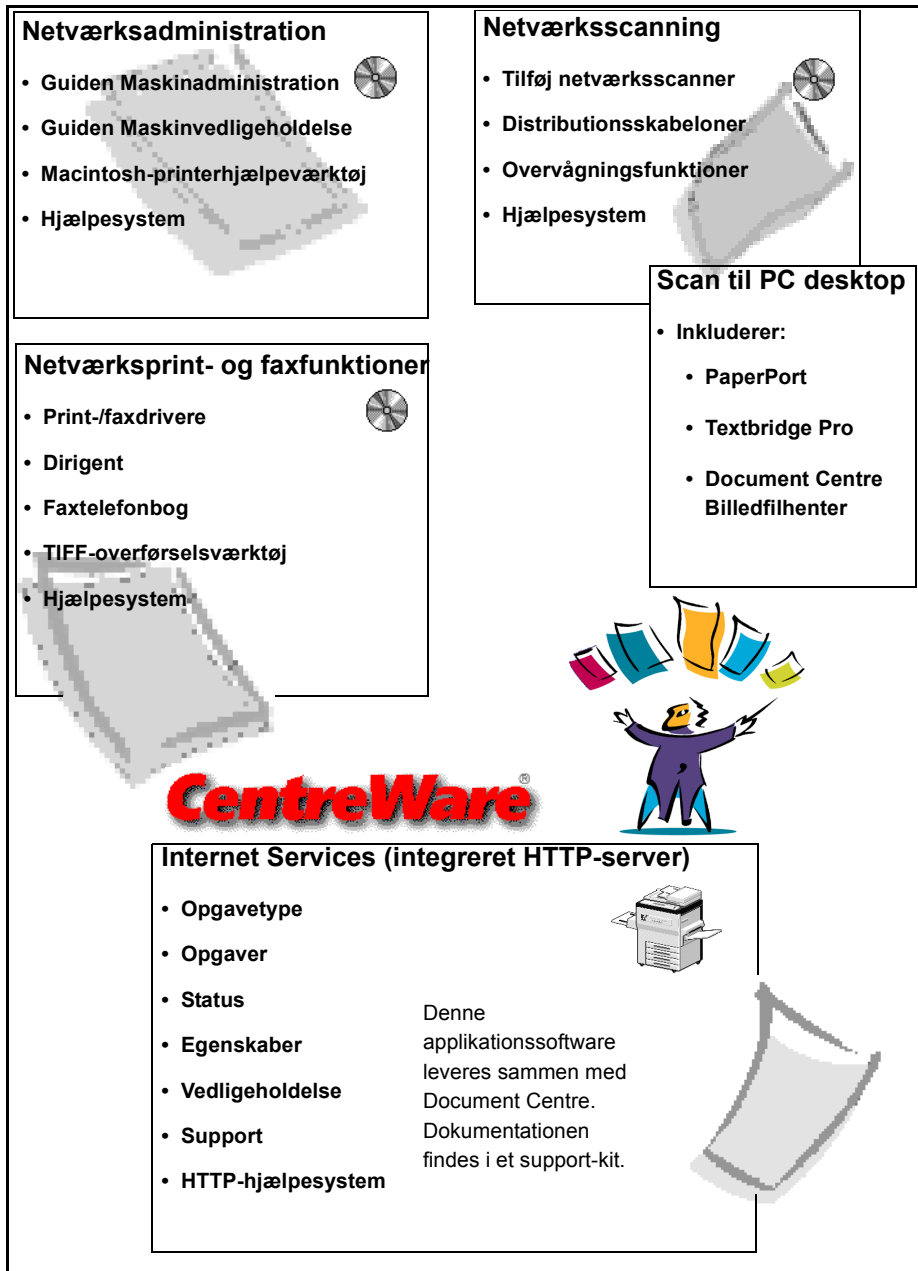 Netværksadministration
• Guiden Maskinadministration
• Guiden Maskinvedligeholdelse
• Macintosh-printerhjælpeværktøj
• Hjælpesystem
Netværksscanning
• Tilføj netværksscanner
• Distributionsskabeloner
• Overvågningsfunktioner
• Hjælpesystem
Scan til PC desktop
• Inkluderer:
• PaperPort
• Textbridge Pro
• Document Centre
Billedfilhenter
Netværksprint- og faxfunktioner
• Print-/faxdrivere
• Dirigent
• Faxtelefonbog
• TIFF-overførselsværktøj
• Hjælpesystem
CentreWare®
Internet Services (integreret HTTP-server)
• Opgavetype
• Opgaver
• Status
• Egenskaber
• Vedligeholdelse
• Support
• HTTP-hjælpesystem
Denne
applikationssoftware
leveres sammen med
Document Centre.
Dokumentationen
findes i et support-kit.